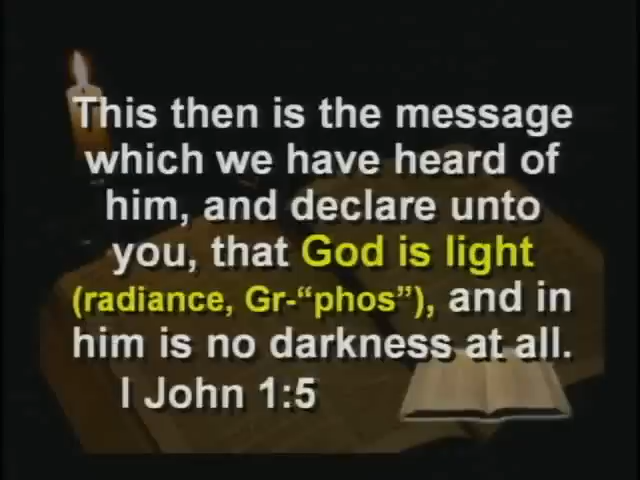 This then is the message
which we have heard of
him, and declare unto
you, that God is light
(radiance, Gr-“phos”), and in
him is no darkness at all.
I John 1:5